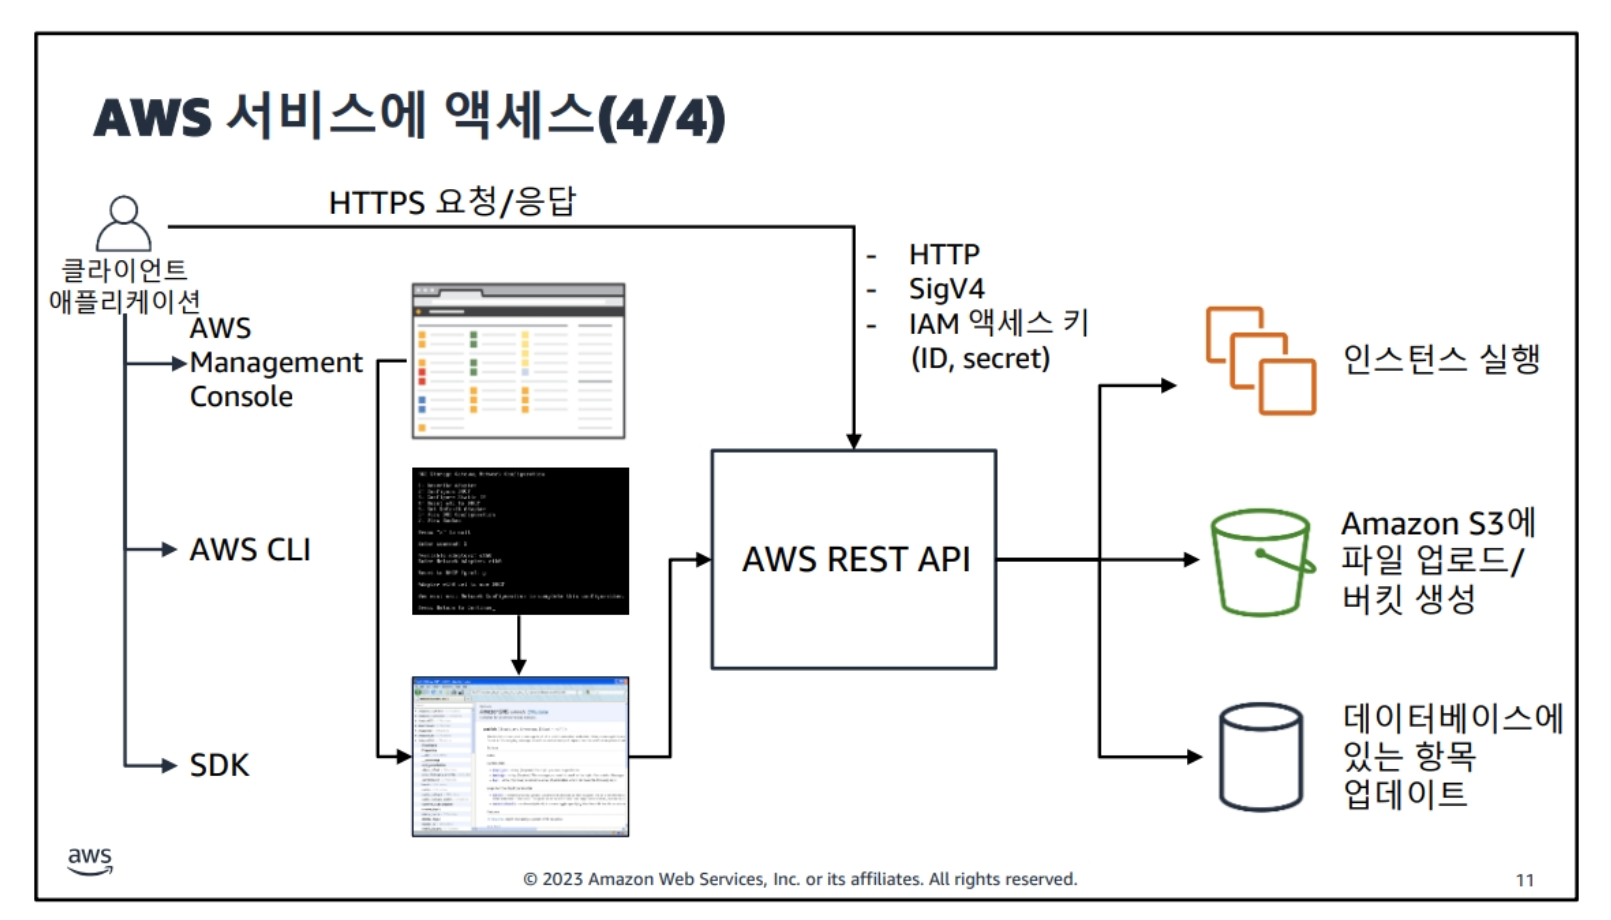 AWS 서비스에 액세스(4/4)
HTTPS 요청/응답
클라이언트
애플리케이션
AWS
Management
Console
AWS CLI
SDK
- HTTP
- SigV4
- IAM 액세스 키
(ID, secret)
AWS REST API
인스턴스 실행
Amazon S3에
파일 업로드/
버킷 생성
데이터베이스에
있는 항목
업데이트
aws
© 2023 Amazon Web Services, Inc. or its affiliates. All rights reserved.
11